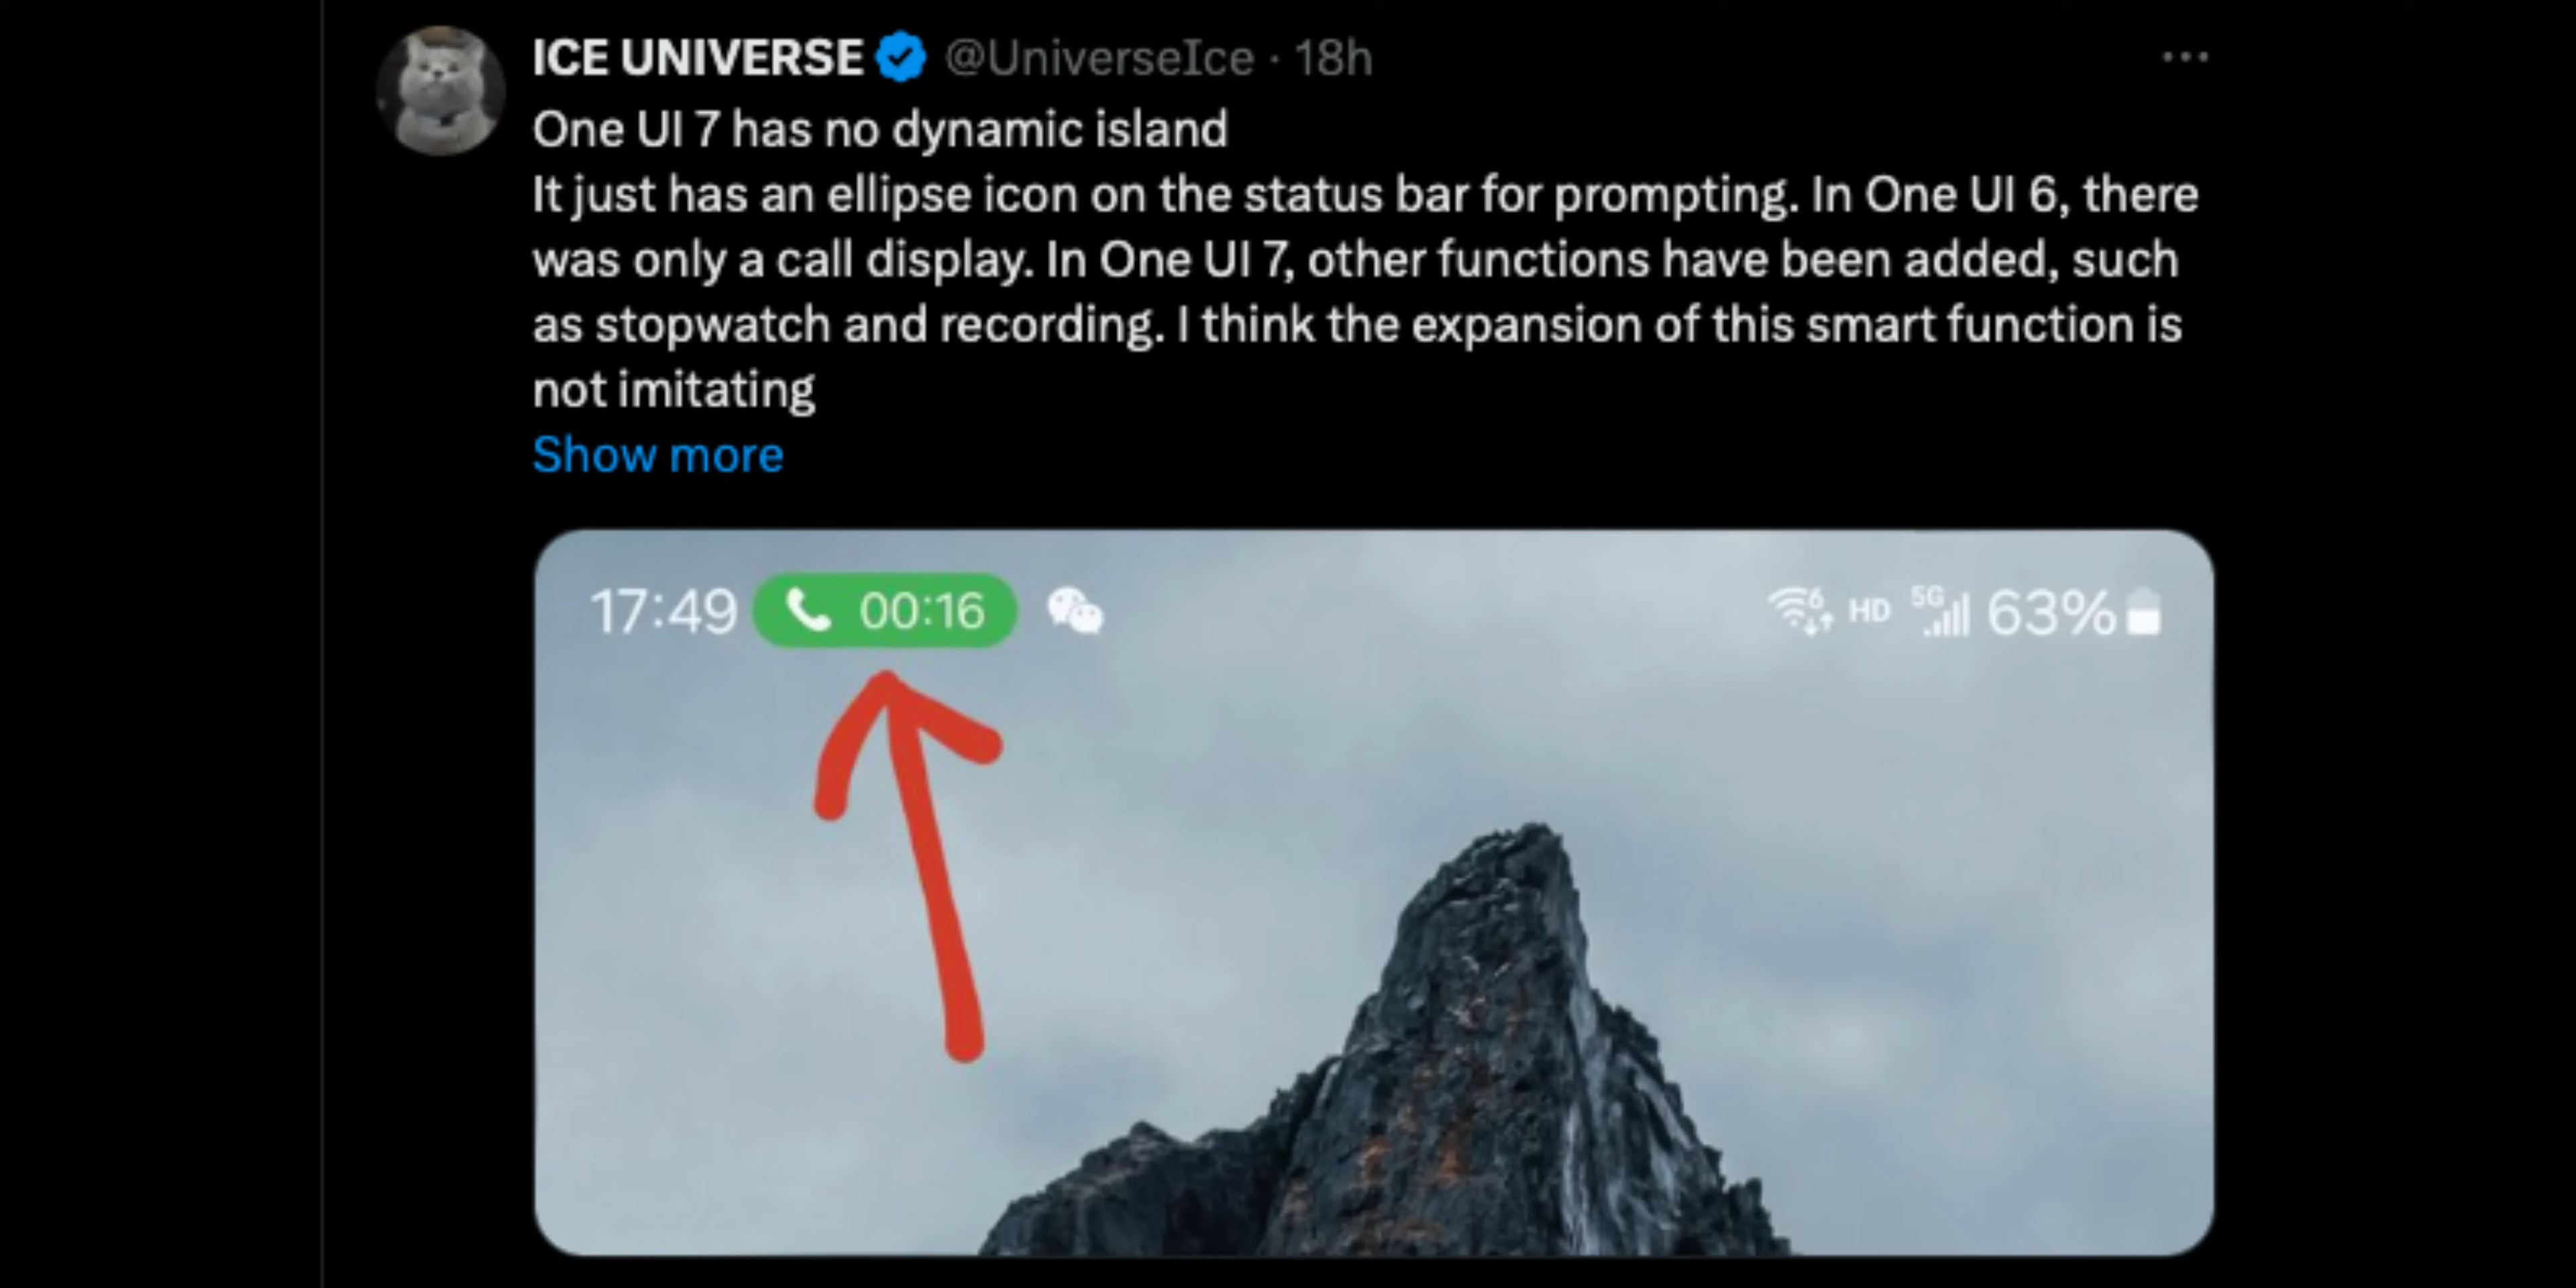 ICE UNIVERSE @UniverseIce · 18h
One UI 7 has no dynamic island
It just has an ellipse icon on the status bar for prompting. In One UI 6, there
was only a call display. In One UI 7, other functions have been added, such
as stopwatch and recording. I think the expansion of this smart function is
not imitating
Show more
17:49 00:16 6 HD 5G 63%